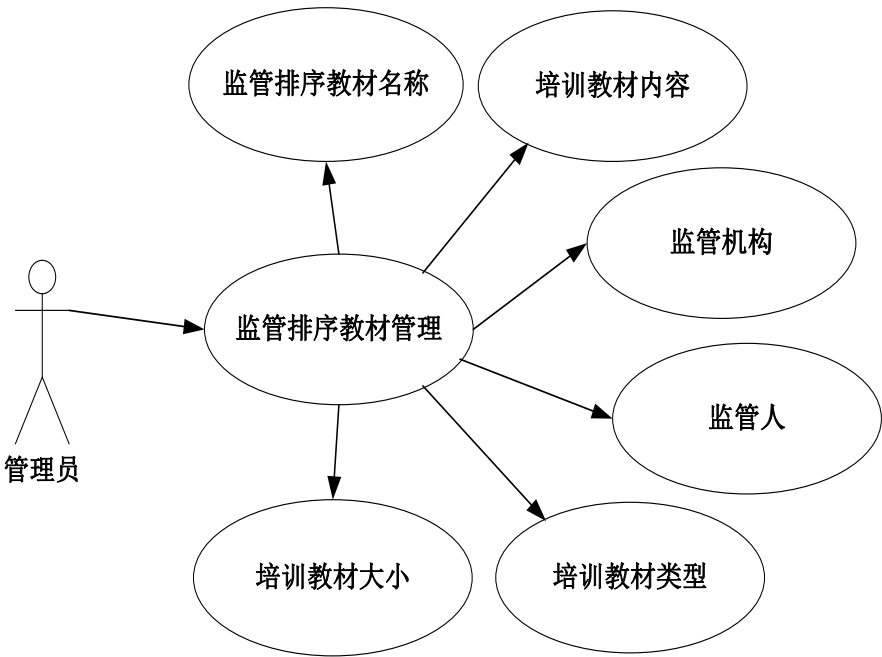 监管排序教材名称
培训教材内容
监管机构
监管排序教材管理
监管人
管理员
培训教材大小
培训教材类型